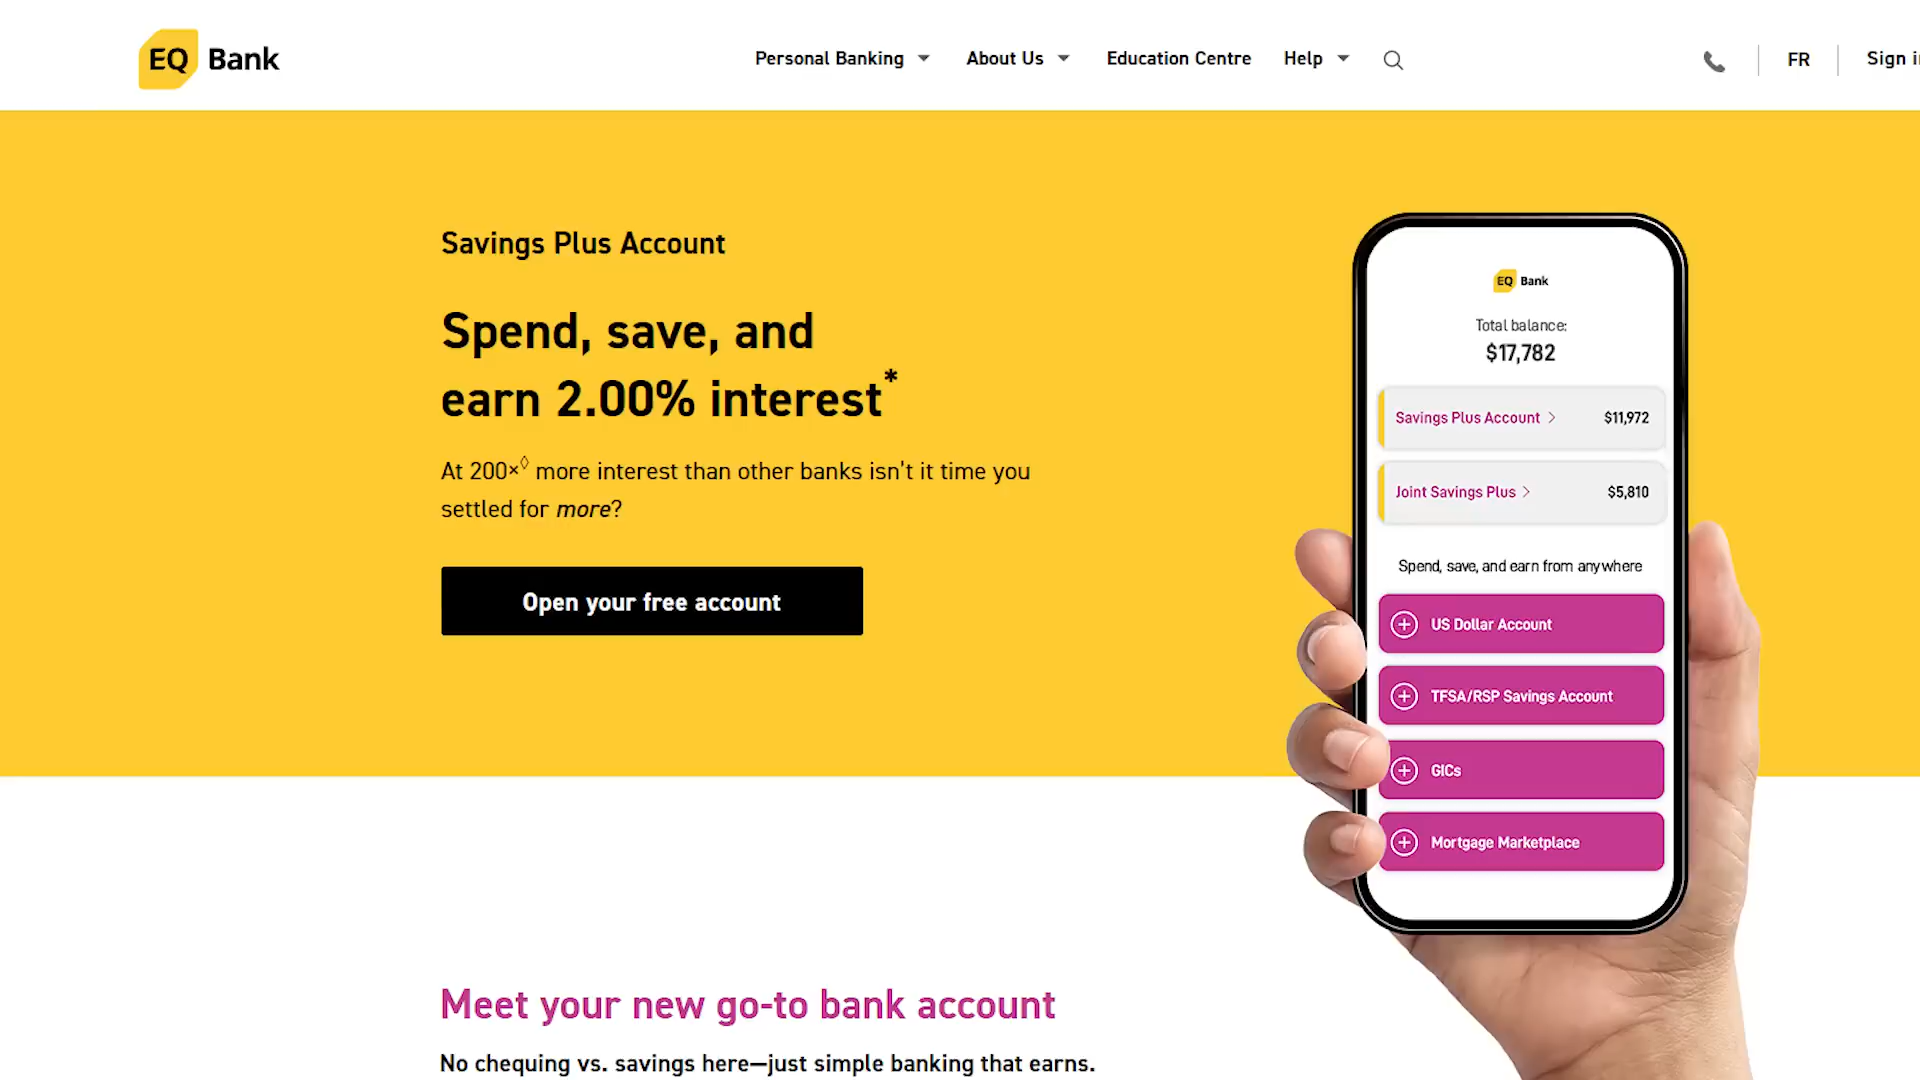 EQ Bank
Personal Banking
About Us
Education Centre
Help
FR
Sign i
Savings Plus Account
Spend, save, and
earn 2.00% interest*
At 200×◊ more interest than other banks isn't it time you
settled for more?
Open your free account
EQ Bank
Total balance:
$17,782
Savings Plus Account > $11,972
Joint Savings Plus > $5,810
Spend, save, and earn from anywhere
US Dollar Account
TFSA/RSP Savings Account
GICs
Mortgage Marketplace
Meet your new go-to bank account
No chequing vs. savings here—just simple banking that earns.